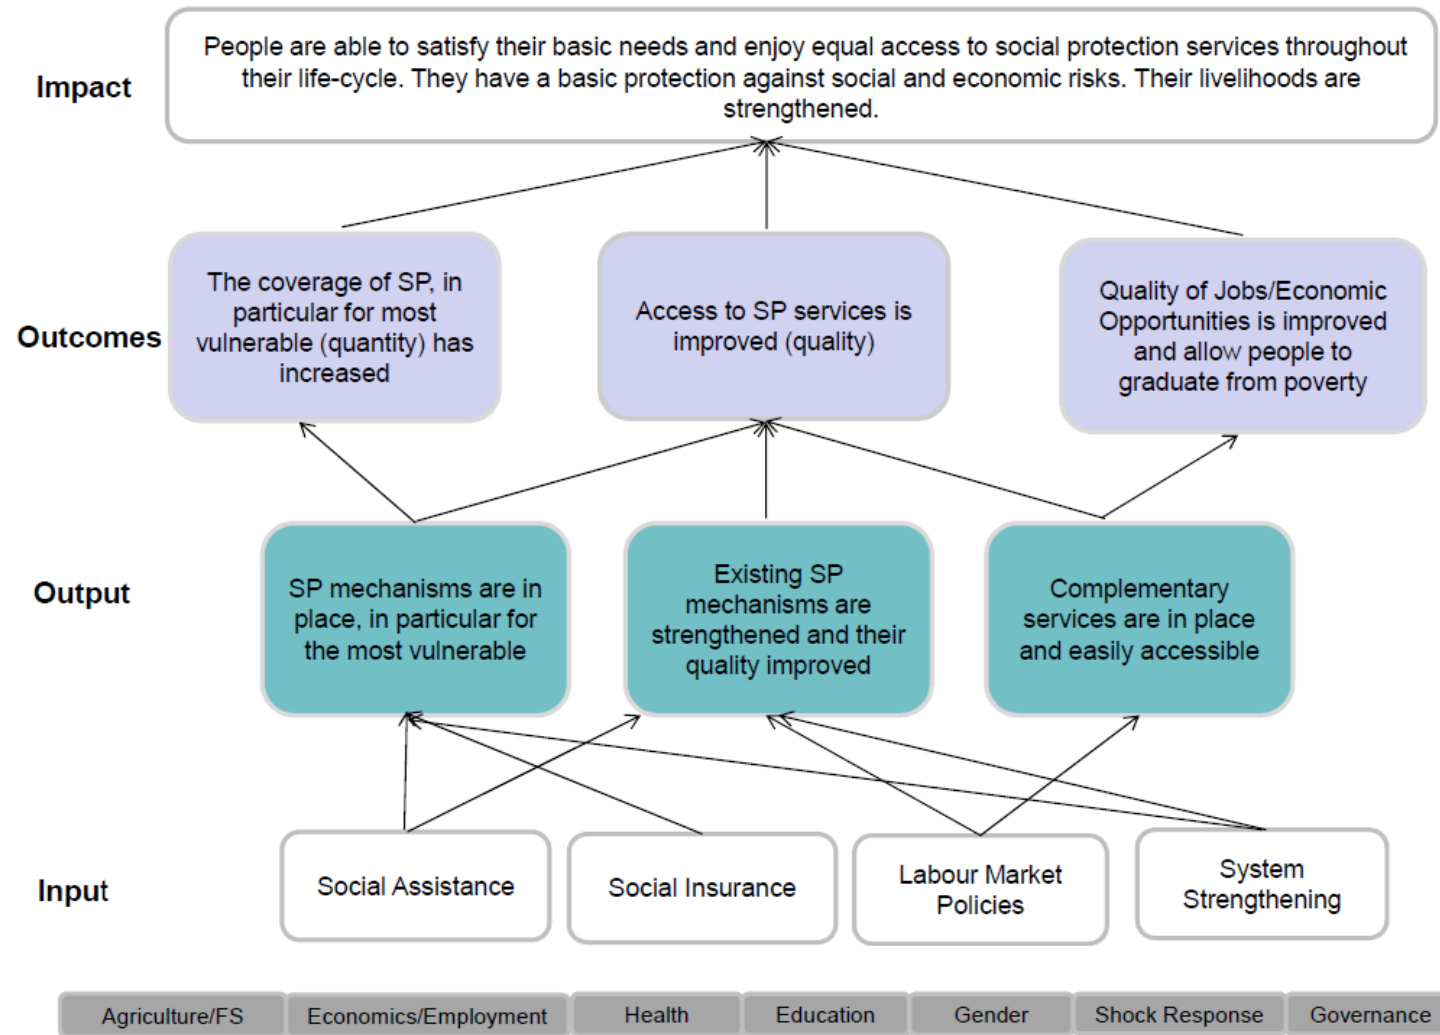 Impact
People are able to satisfy their basic needs and enjoy equal access to social protection services throughout
their life-cycle. They have a basic protection against social and economic risks. Their livelihoods are
strengthened.
Outcomes
The coverage of SP, in
particular for most
vulnerable (quantity) has
increased
Access to SP services is
improved (quality)
Quality of Jobs/Economic
Opportunities is improved
and allow people to
graduate from poverty
Output
SP mechanisms are in
place, in particular for
the most vulnerable
Existing SP
mechanisms are
strengthened and their
quality improved
Complementary
services are in place
and easily accessible
Input
Social Assistance
Social Insurance
Labour Market
Policies
System
Strengthening
Agriculture/FS
Economics/Employment
Health
Education
Gender
Shock Response
Governance